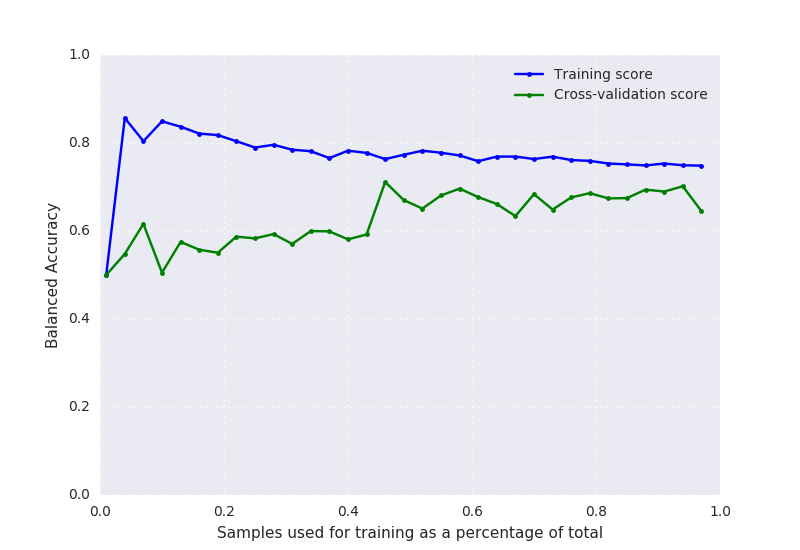 1.0
0.8
0.6
0.4
0.2
0.0
Balanced Accuracy
Training score
Cross-validation score
0.0 0.2 0.4 0.6 0.8 1.0
Samples used for training as a percentage of total